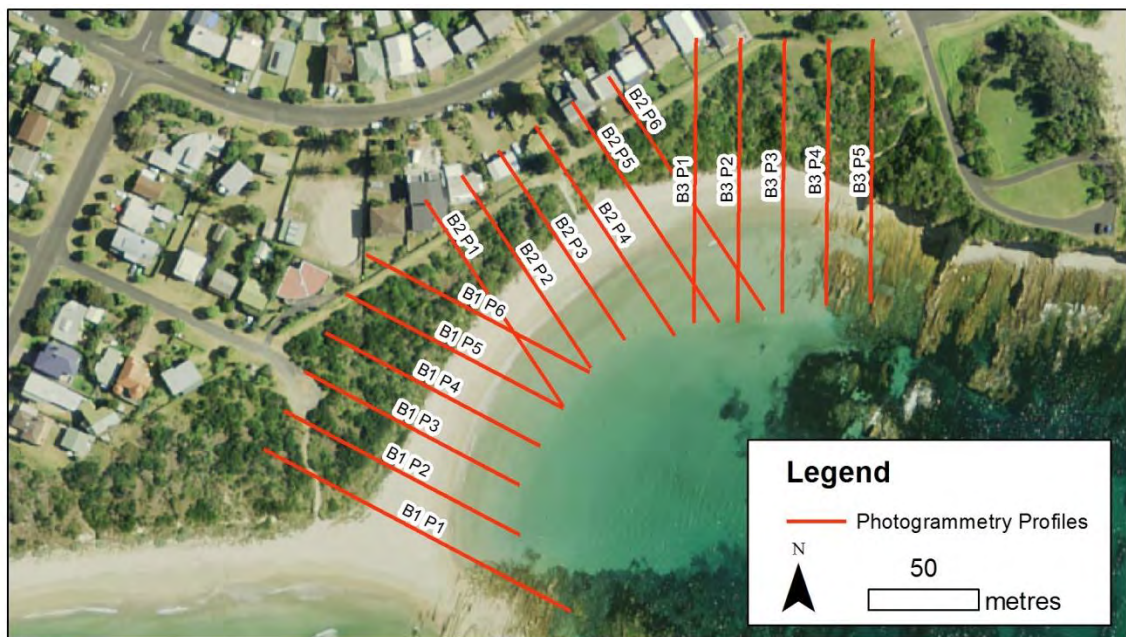 B2 P6
B2 P5
B2 P4
B2 P3
B2 P2
B2 P1
B3 P1
B3 P2
B3 P3
B3 P4
B3 P5
B1 P6
B1 P5
B1 P4
B1 P3
B1 P2
B1 P1
Legend
Photogrammetry Profiles
N
50
metres